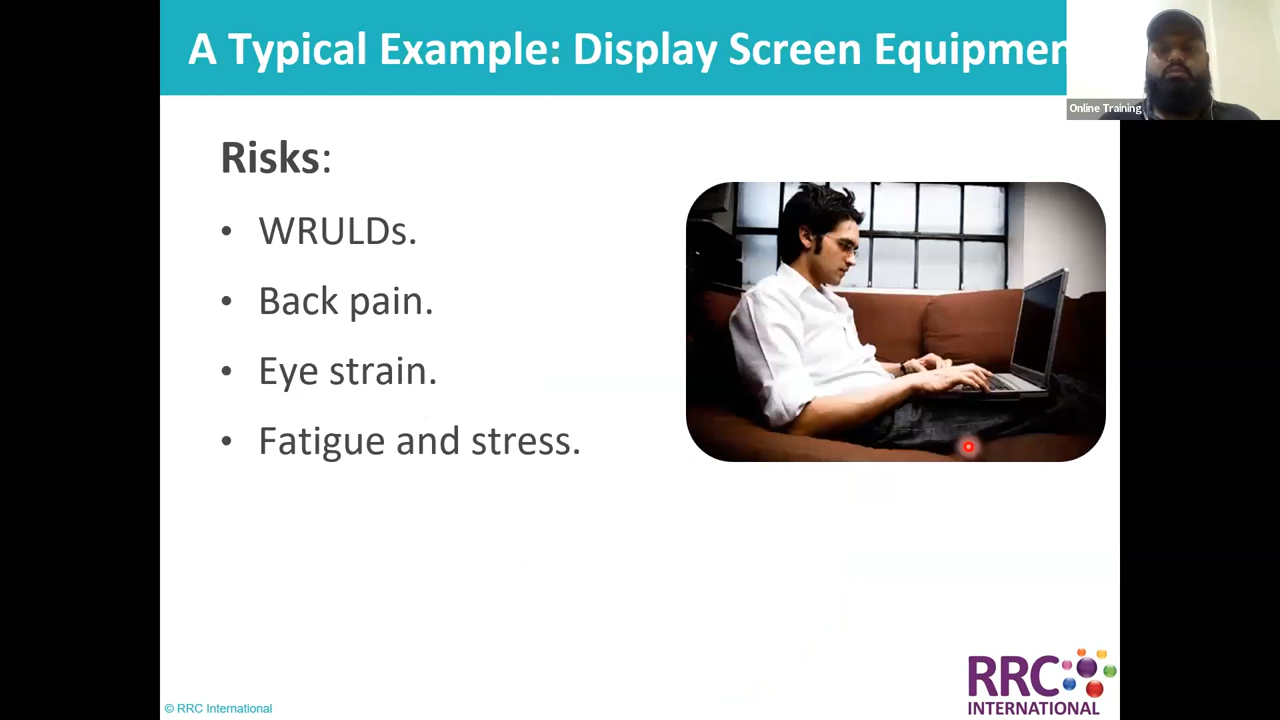 A Typical Example: Display Screen Equipmen
Online Training
Risks:
• WRULDs.
• Back pain.
• Eye strain.
• Fatigue and stress.
© RRC International
RRC
INTERNATIONAL